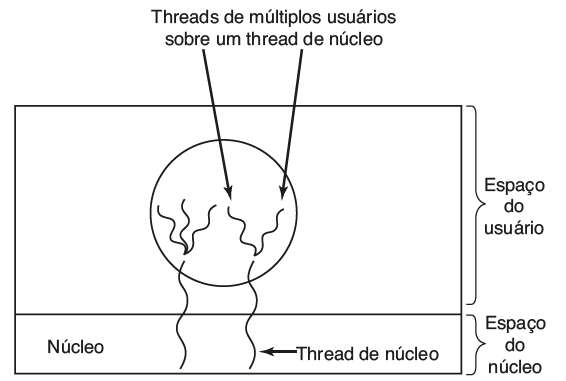 Threads de múltiplos usuários
sobre um thread de núcleo
Espaço
do
usuário
Núcleo
Thread de núcleo
Espaço
do
núcleo